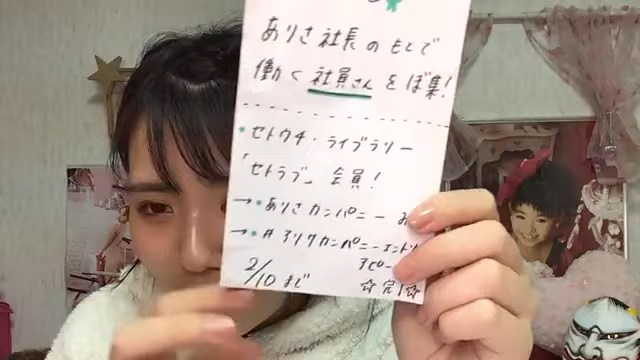 ありさ社長のもとで
働く社員さんをぼ集!
• セトウチ・ライブラリー
「セトラブ」会員!
→ • ありさカンパニー
→ • #アリサカンパニーエントリ
アピー
2/10まで